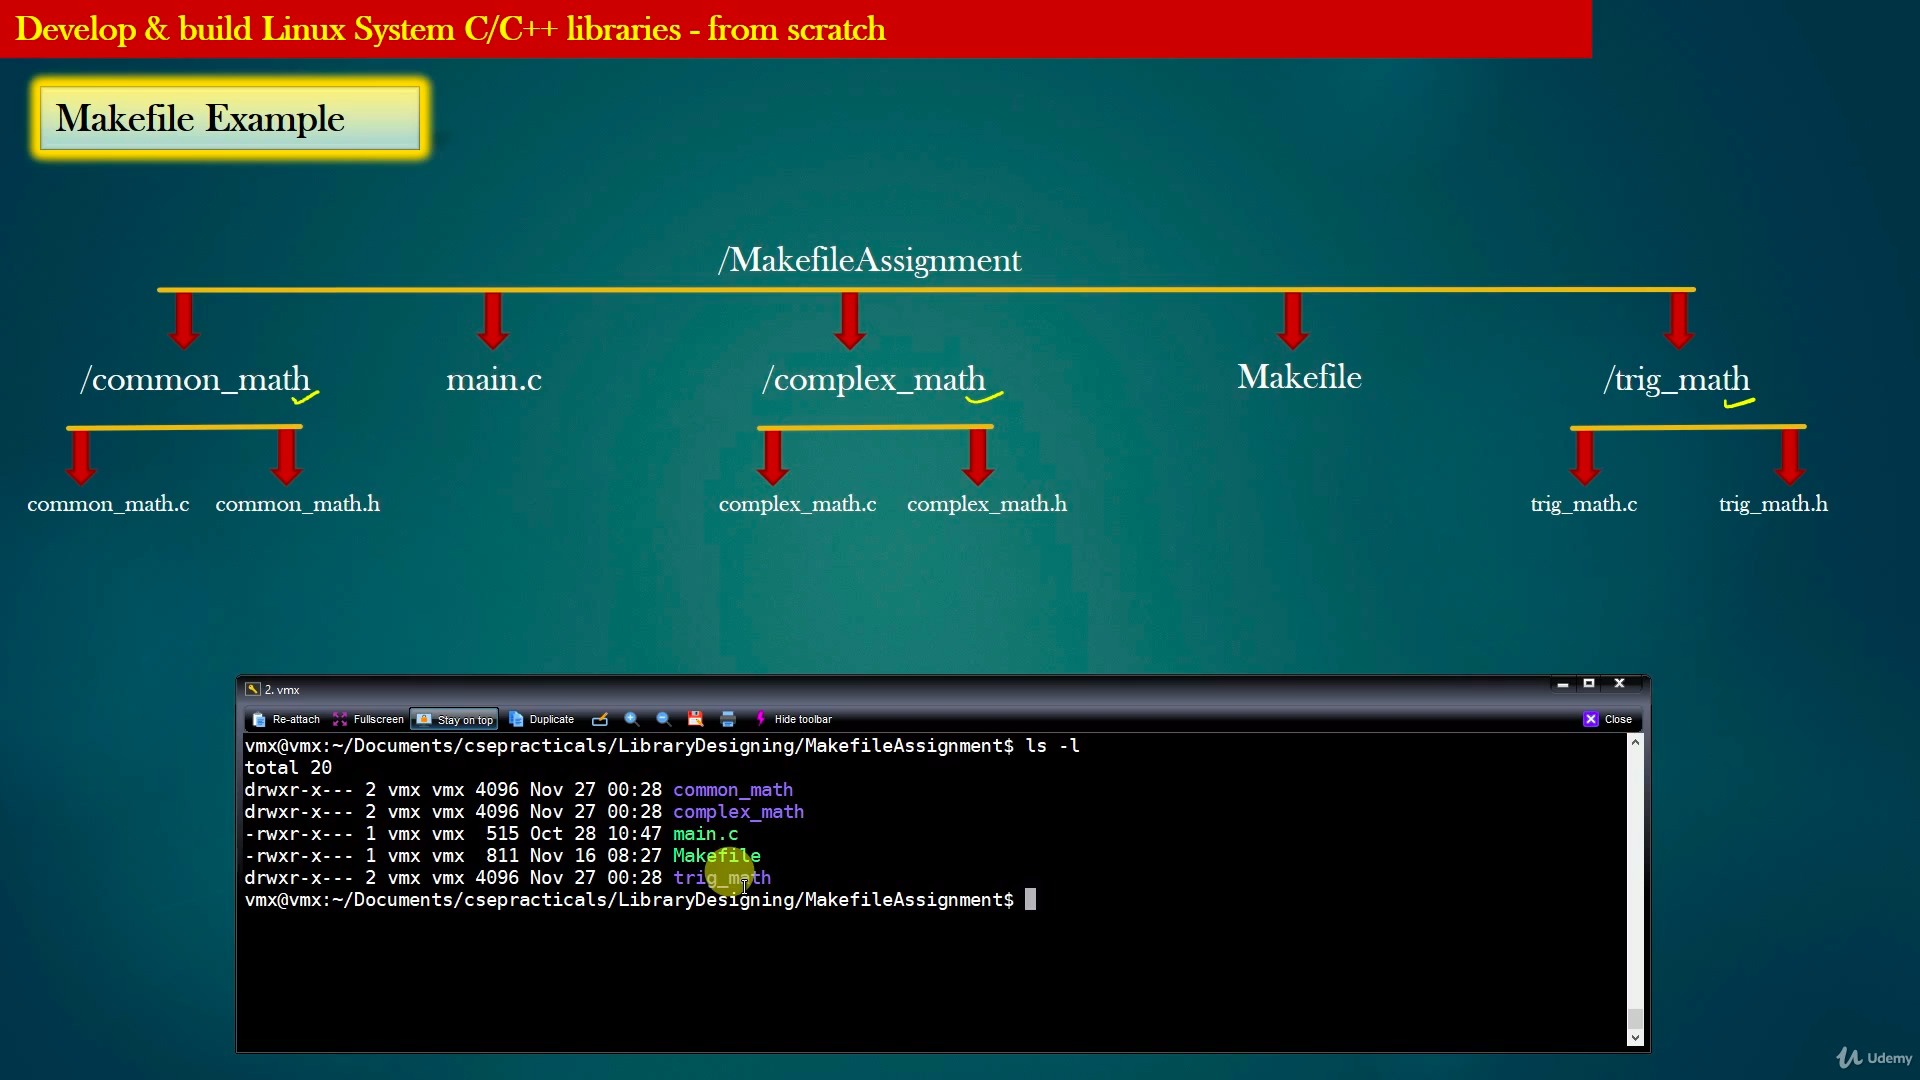 Develop & build Linux System C/C++ libraries - from scratch
Makefile Example
/MakefileAssignment
/common_math main.c /complex_math Makefile /trig_math
common_math.c common_math.h complex_math.c complex_math.h trig_math.c trig_math.h
2. vmx
Re-attach Fullscreen Stay on top Duplicate Hide toolbar Close
vmx@vmx:~/Documents/csepracticals/LibraryDesigning/MakefileAssignment$ ls -l
total 20
drwxr-x--- 2 vmx vmx 4096 Nov 27 00:28 common_math
drwxr-x--- 2 vmx vmx 4096 Nov 27 00:28 complex_math
-rwxr-x--- 1 vmx vmx  515 Oct 28 10:47 main.c
-rwxr-x--- 1 vmx vmx  811 Nov 16 08:27 Makefile
drwxr-x--- 2 vmx vmx 4096 Nov 27 00:28 trig_math
vmx@vmx:~/Documents/csepracticals/LibraryDesigning/MakefileAssignment$
Udemy